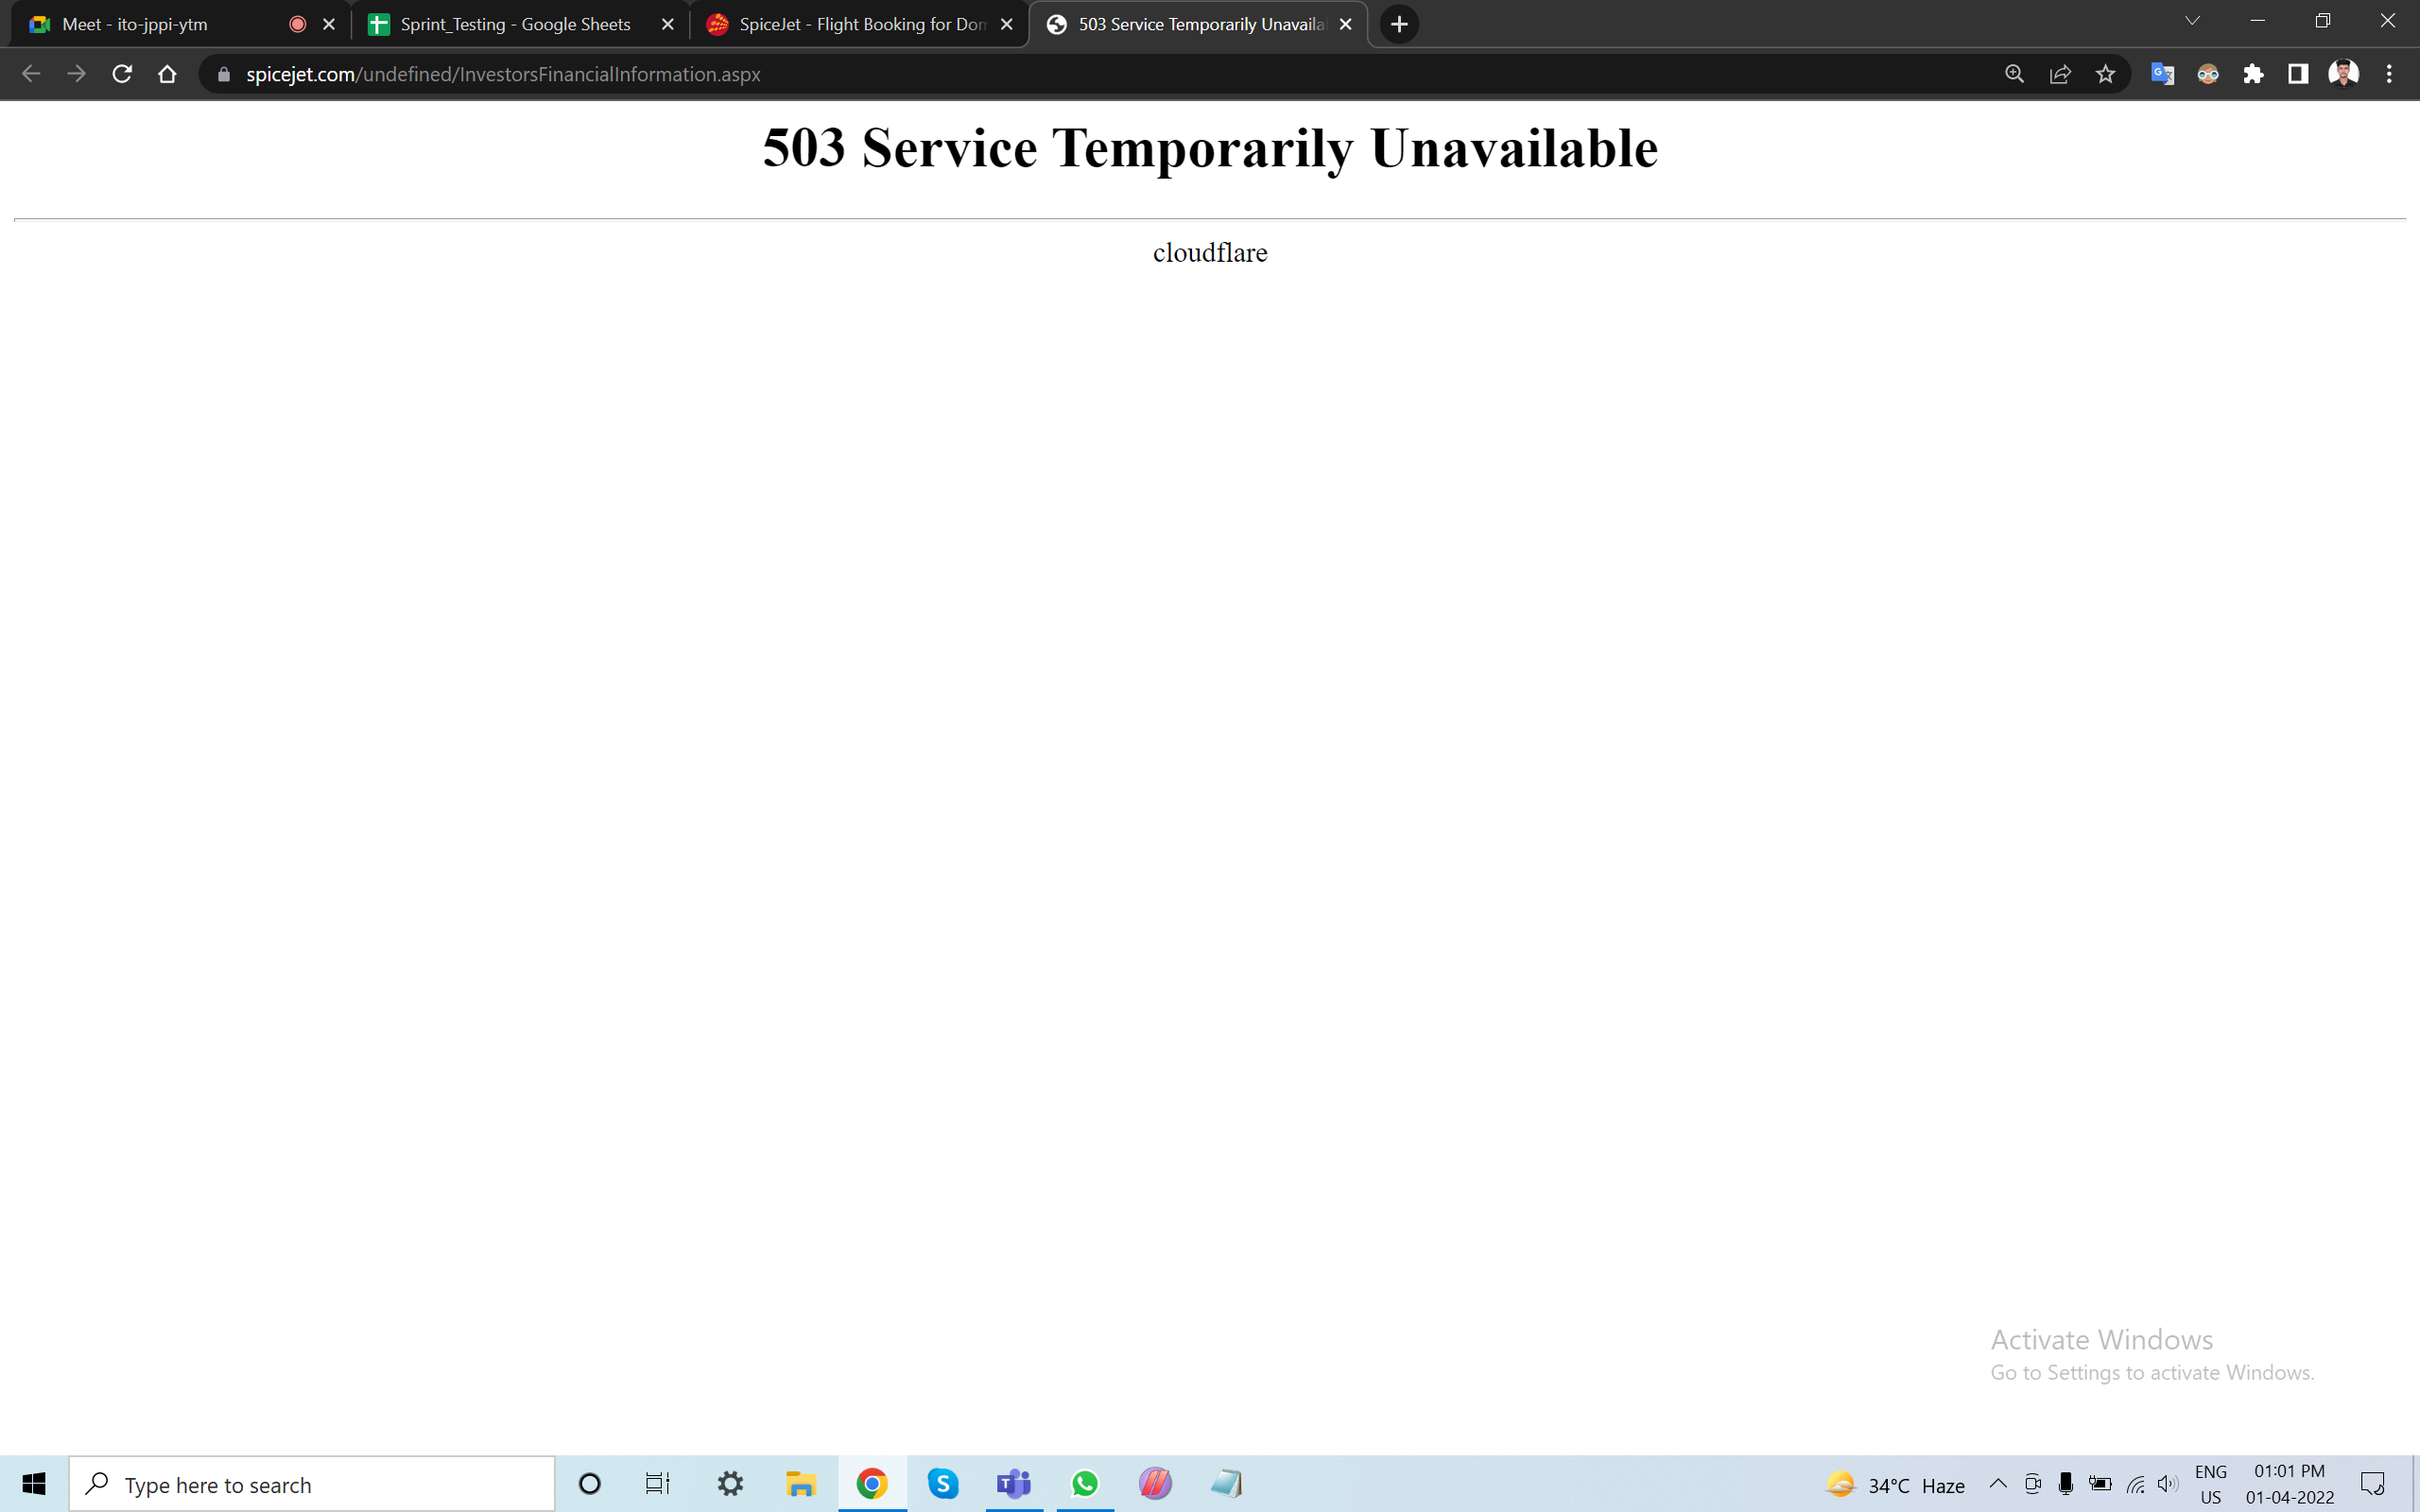 Meet - ito-jppi-ytm
Sprint_Testing - Google Sheets
SpiceJet - Flight Booking for Dom
503 Service Temporarily Unavaila
spicejet.com/undefined/InvestorsFinancialInformation.aspx
503 Service Temporarily Unavailable
cloudflare
Activate Windows
Go to Settings to activate Windows.
Type here to search
34°C Haze
ENG
US
01:01 PM
01-04-2022